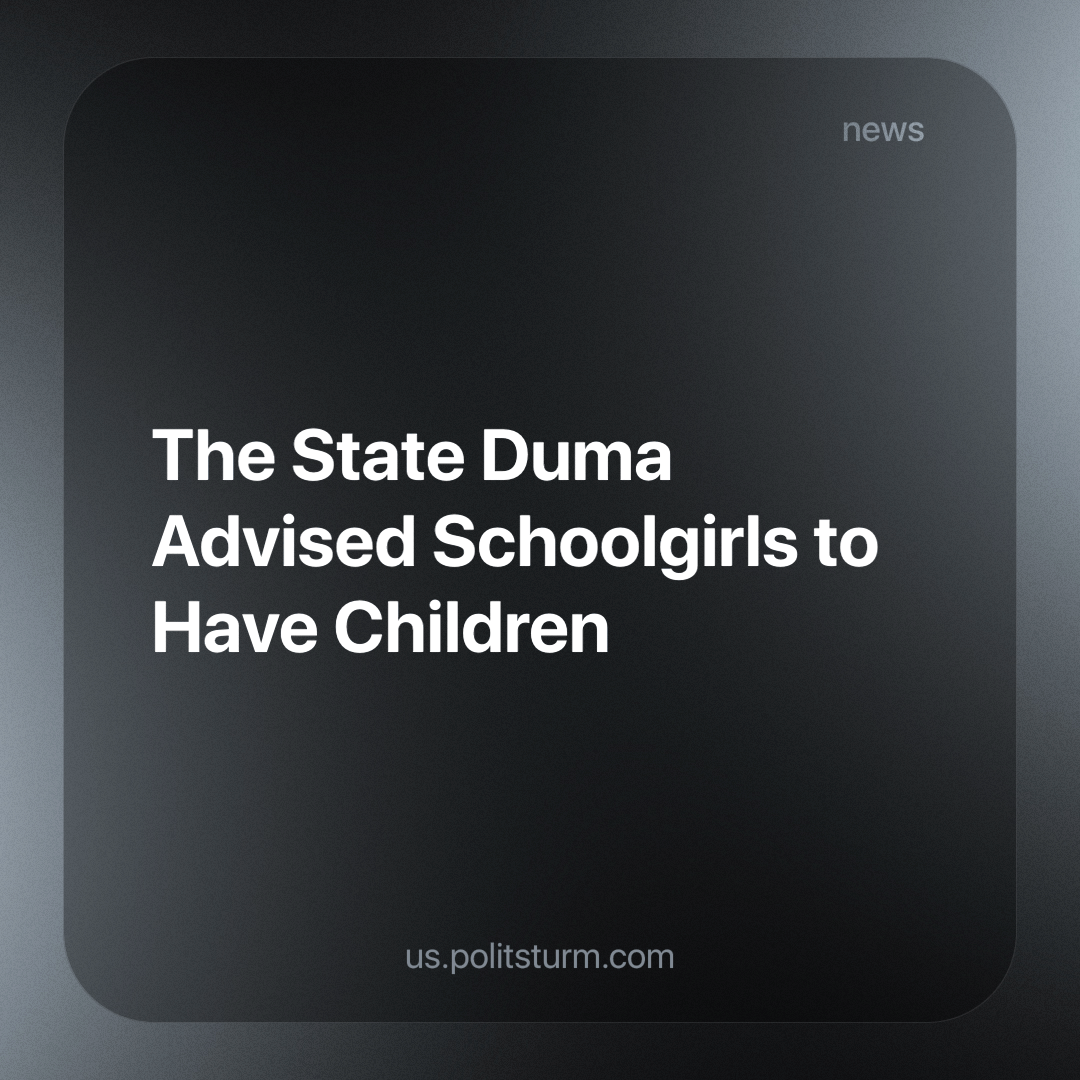 news
The State Duma
Advised Schoolgirls to
Have Children
us.politsturm.com